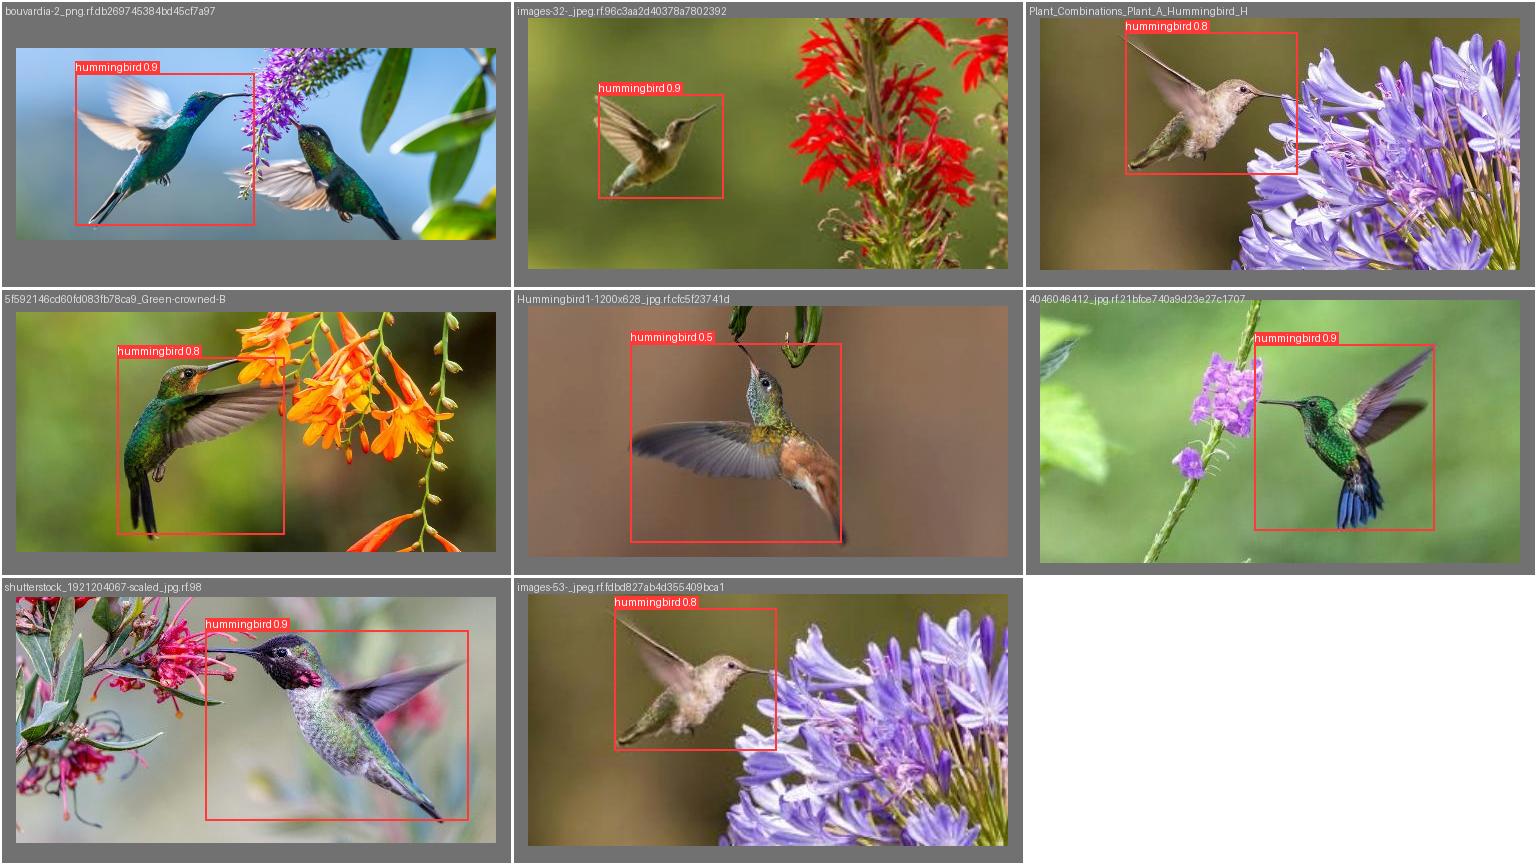 bouvardia-2_png.rf.db269745384bd45cf7a97
hummingbird 0.9
images-32-_jpeg.rf.96c3aa2d40378a7802392
hummingbird 0.9
Plant_Combinations_Plant_A_Hummingbird_H
hummingbird 0.8
5f592146cd60fd083fb78ca9_Green-crowned-B
hummingbird 0.8
Hummingbird1-1200x628_jpg.rf.cfc5f23741d
hummingbird 0.5
4046046412_jpg.rf.21bfce740a9d23e27c1707
hummingbird 0.9
shutterstock_1921204067-scaled_jpg.rf.98
hummingbird 0.9
images-53-_jpeg.rf.fdbd827ab4d355409bca1
hummingbird 0.8